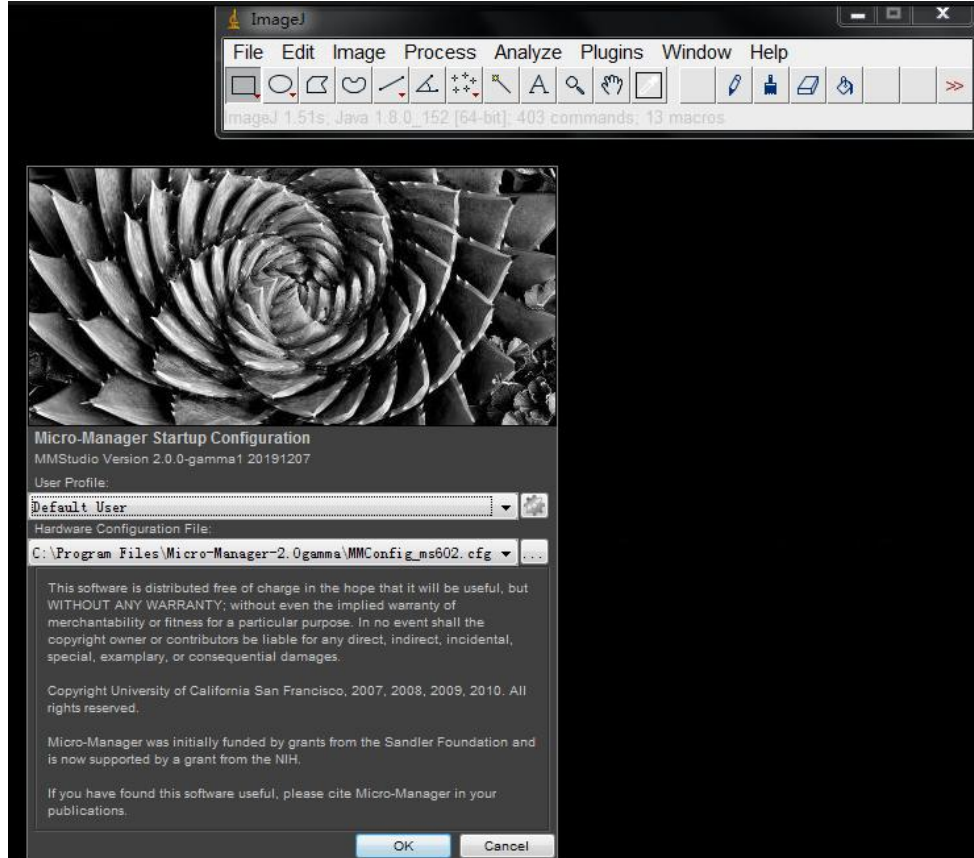 ImageJ
File Edit Image Process Analyze Plugins Window Help
A
>>
ImageJ 1.51s; Java 1.8.0_152 [64-bit]; 403 commands; 13 macros
Micro-Manager Startup Configuration
MMStudio Version 2.0.0-gamma1 20191207
User Profile:
Default User
Hardware Configuration File:
C:\Program Files\Micro-Manager-2.0gamma\MMConfig_ms602.cfg ...
This software is distributed free of charge in the hope that it will be useful, but
WITHOUT ANY WARRANTY; without even the implied warranty of
merchantability or fitness for a particular purpose. In no event shall the
copyright owner or contributors be liable for any direct, indirect, incidental,
special, examplary, or consequential damages.
Copyright University of California San Francisco, 2007, 2008, 2009, 2010. All
rights reserved.
Micro-Manager was initially funded by grants from the Sandler Foundation and
is now supported by a grant from the NIH.
If you have found this software useful, please cite Micro-Manager in your
publications.
OK Cancel